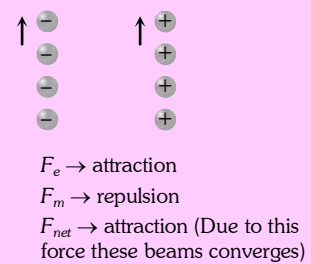 − +
− +
− +
− +
Fₑ → attraction
Fₘ → repulsion
Fₙₑₜ → attraction (Due to this
force these beams converges)